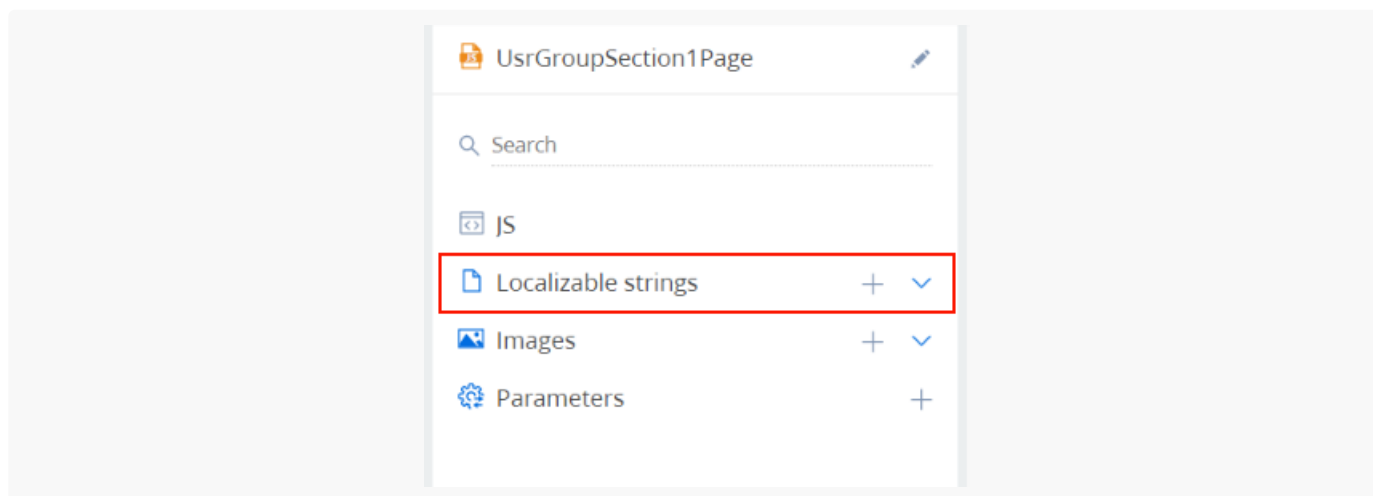 UsrGroupSection1Page
Search
JS
Localizable strings
Images
Parameters